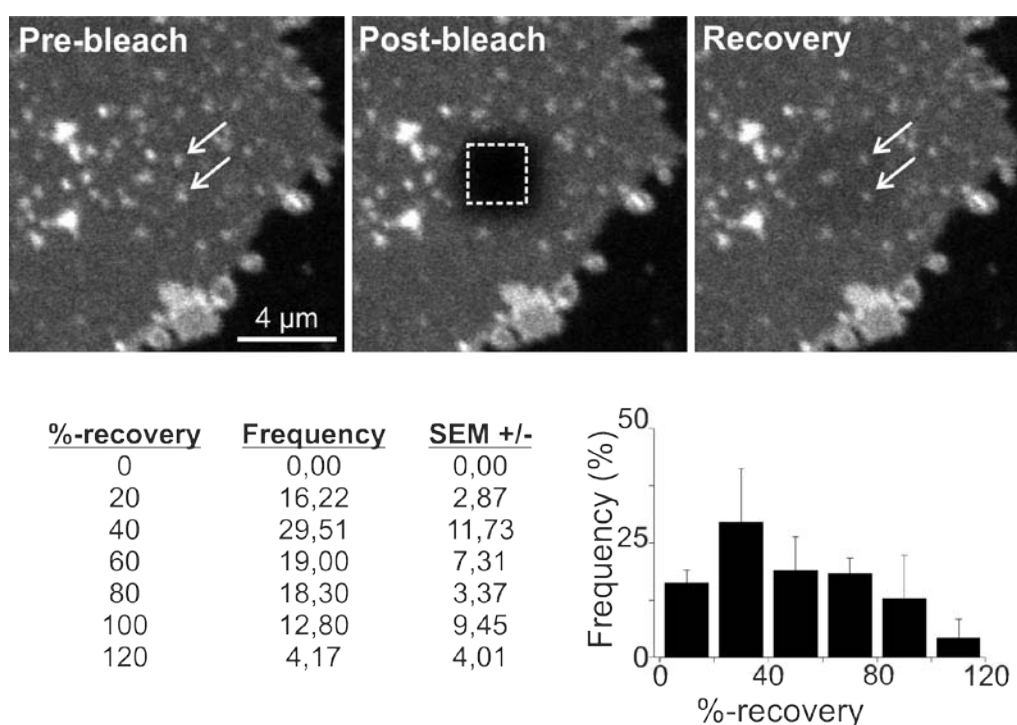 Pre-bleach Post-bleach Recovery
4 µm
%-recovery Frequency SEM +/-
0 0,00 0,00
20 16,22 2,87
40 29,51 11,73
60 19,00 7,31
80 18,30 3,37
100 12,80 9,45
120 4,17 4,01
Frequency (%)
50
25
0
0 40 80 120
%-recovery